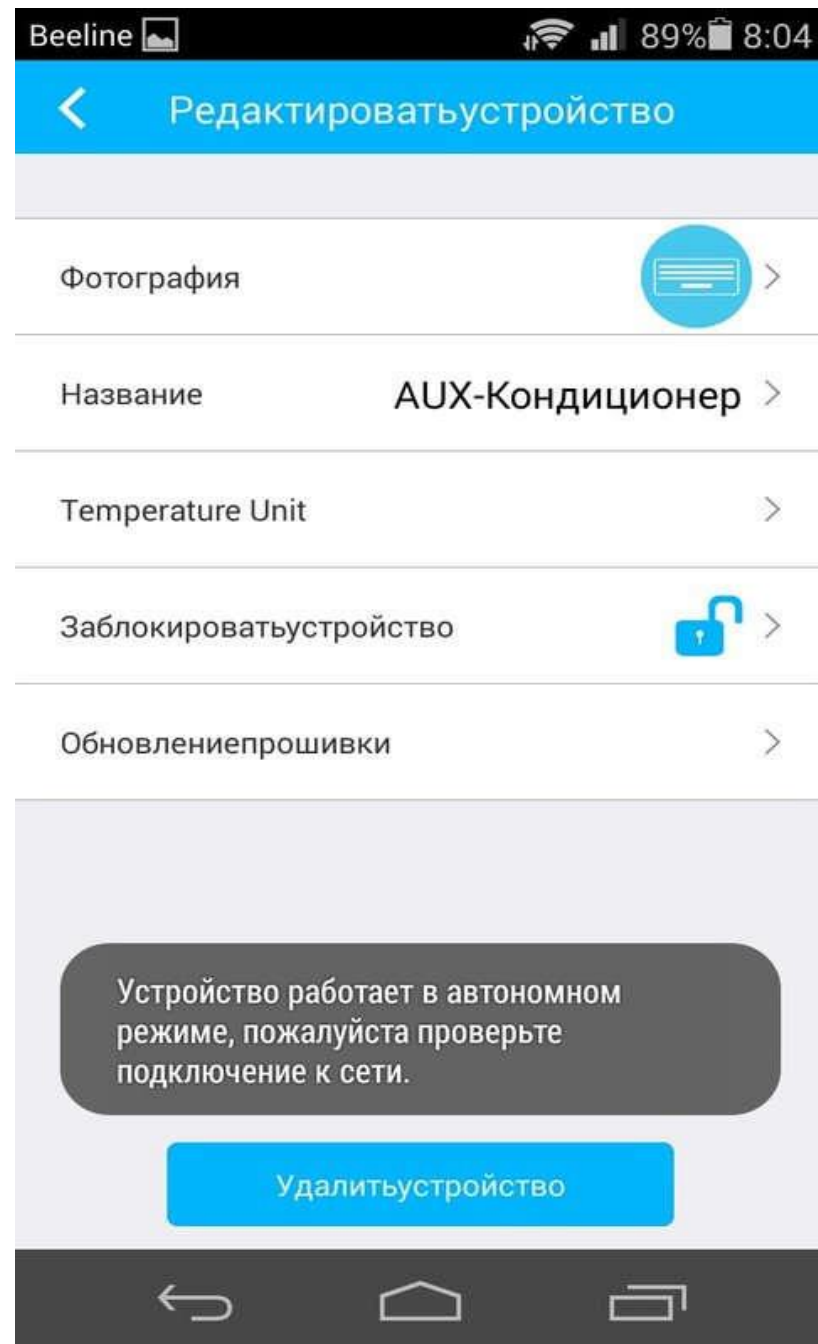 Beeline 89% 8:04
Редактироватьустройство
Фотография
Название AUX-Кондиционер
Temperature Unit
Заблокироватьустройство
Обновлениепрошивки
Устройство работает в автономном
режиме, пожалуйста проверьте
подключение к сети.
Удалитьустройство